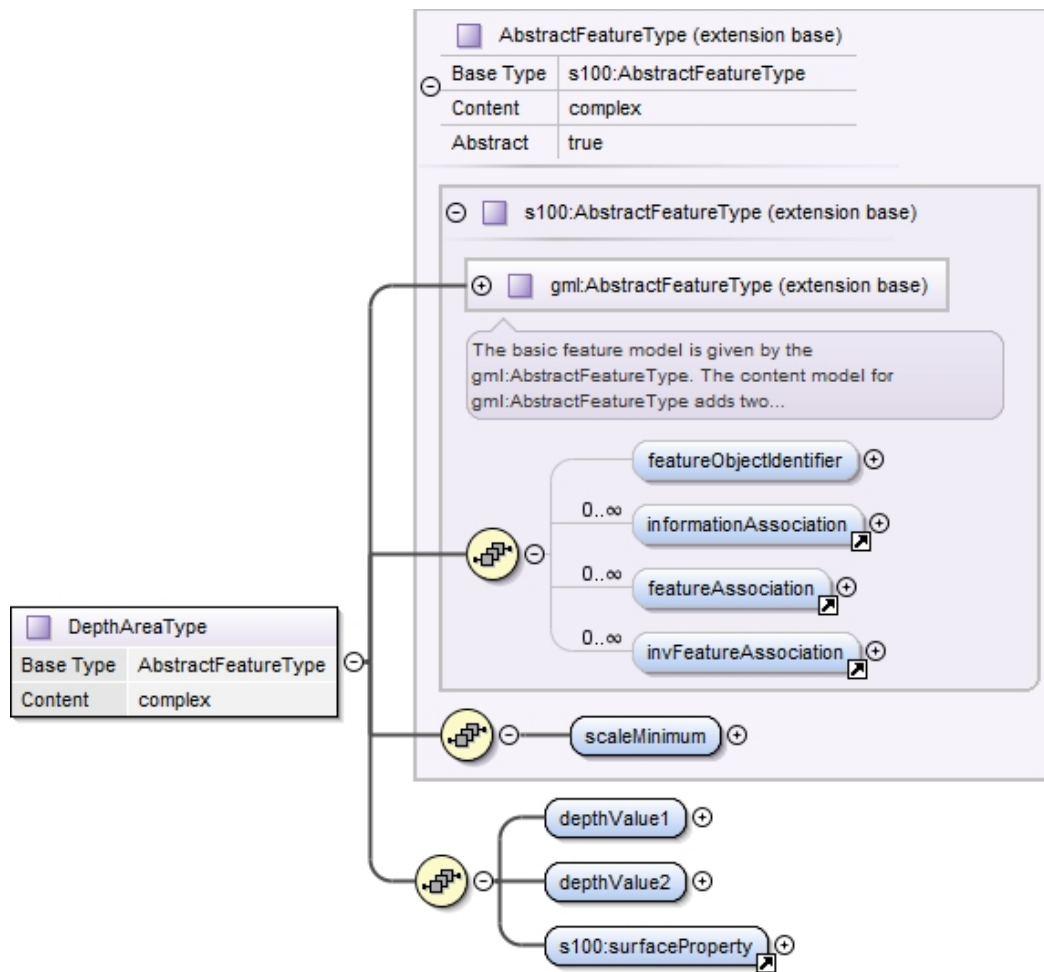 AbstractFeatureType (extension base)
Base Type s100:AbstractFeatureType
Content complex
Abstract true
s100:AbstractFeatureType (extension base)
gml:AbstractFeatureType (extension base)
The basic feature model is given by the
gml:AbstractFeatureType. The content model for
gml:AbstractFeatureType adds two...
featureObjectIdentifier
0..∞
informationAssociation
0..∞
featureAssociation
0..∞
invFeatureAssociation
DepthAreaType
Base Type AbstractFeatureType
Content complex
scaleMinimum
depthValue1
depthValue2
s100:surfaceProperty